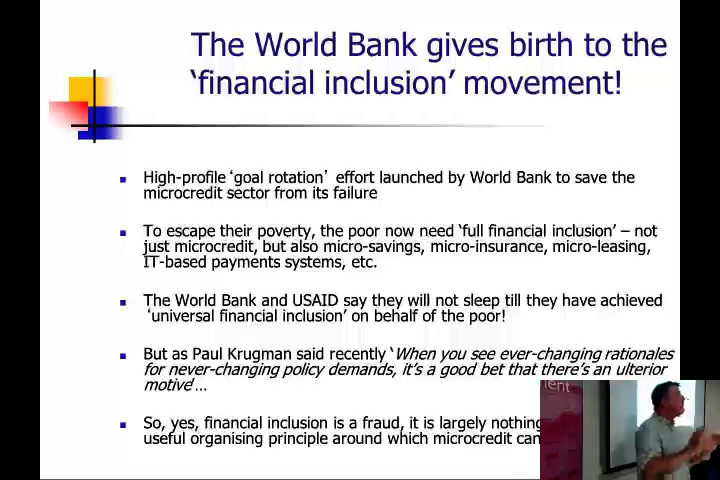 The World Bank gives birth to the
‘financial inclusion’ movement!
High-profile ‘goal rotation’ effort launched by World Bank to save the
microcredit sector from its failure
To escape their poverty, the poor now need ‘full financial inclusion’ – not
just microcredit, but also micro-savings, micro-insurance, micro-leasing,
IT-based payments systems, etc.
The World Bank and USAID say they will not sleep till they have achieved
‘universal financial inclusion’ on behalf of the poor!
But as Paul Krugman said recently ‘When you see ever-changing rationales
for never-changing policy demands, it’s a good bet that there’s an ulterior
motive’…
So, yes, financial inclusion is a fraud, it is largely nothing
useful organising principle around which microcredit can